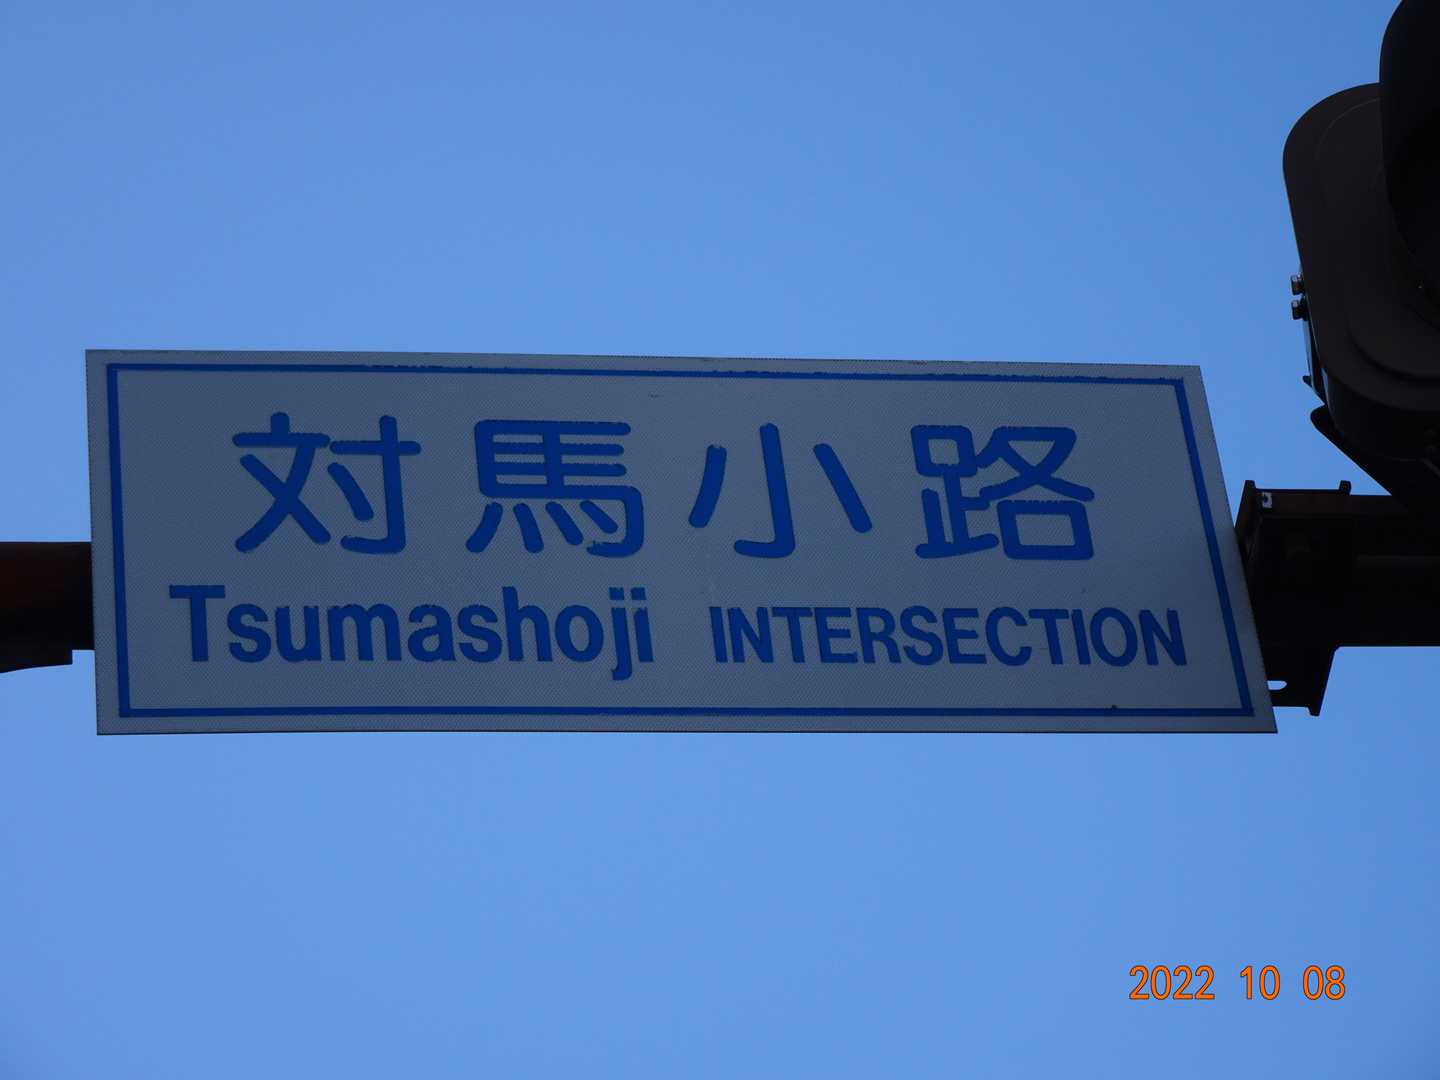 対馬小路
Tsumashoji INTERSECTION
2022 10 08